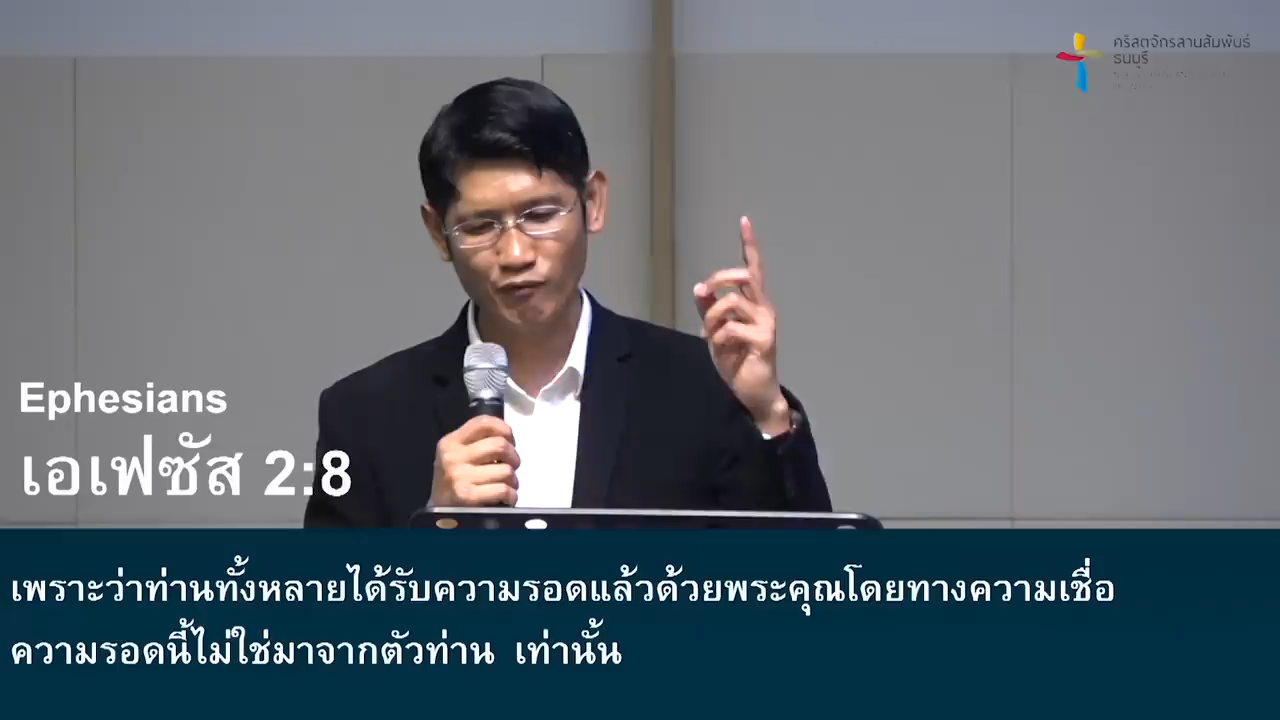 คริสตจักรสานสัมพันธ์
ธนบุรี
Ephesians
เอเฟซัส 2:8
เพราะว่าท่านทั้งหลายได้รับความรอดแล้วด้วยพระคุณโดยทางความเชื่อ
ความรอดนี้ไม่ใช่มาจากตัวท่าน เท่านั้น